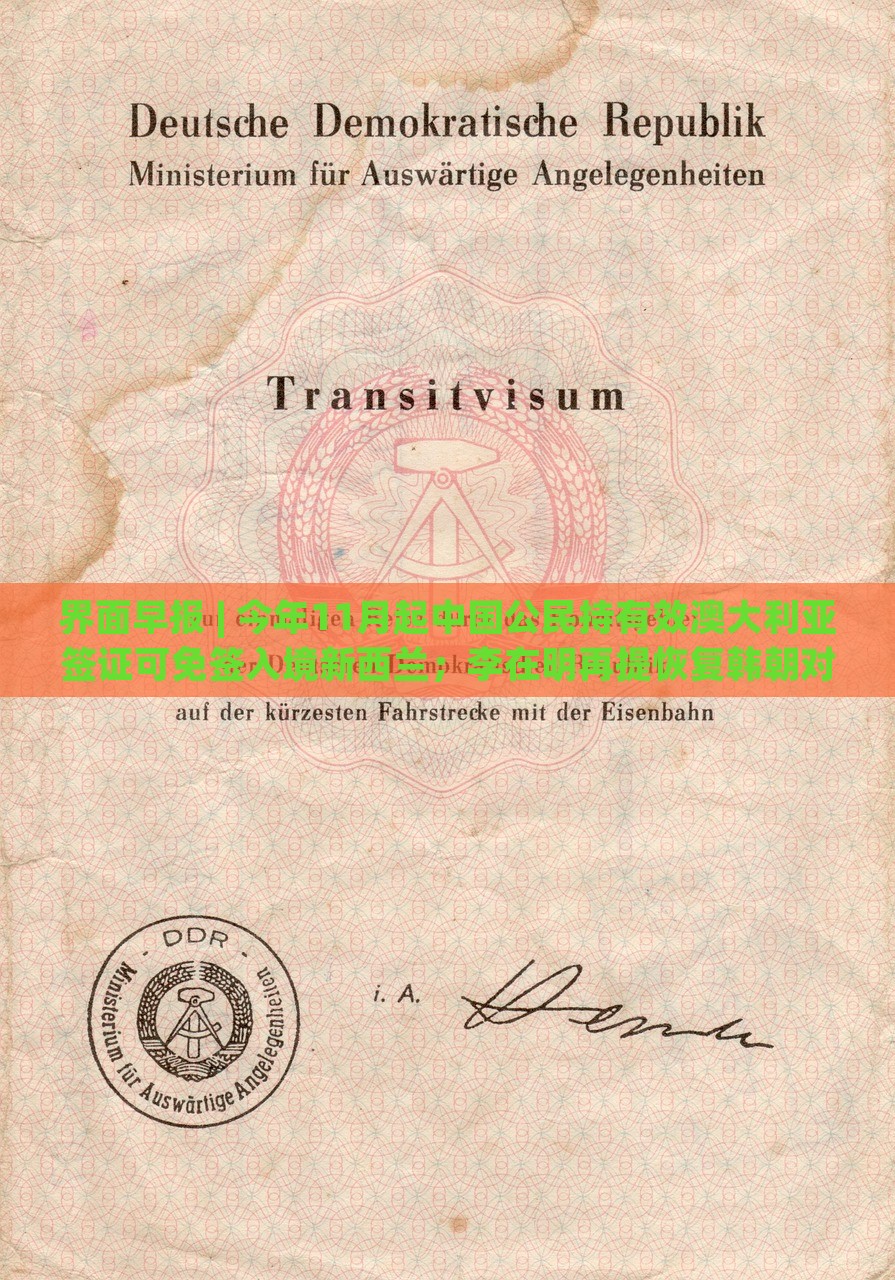 Deutsche Demokratische Republik
Ministerium für Auswärtige Angelegenheiten
Transitvisum
界面早报 | 今年11月起中国公民持有效澳大利亚
签证可免签入境新西兰；李在明再提恢复韩朝对
auf der kürzesten Fahrstrecke mit der Eisenbahn
- DDR -
Ministerium für Auswärtige Angelegenheiten
i. A.